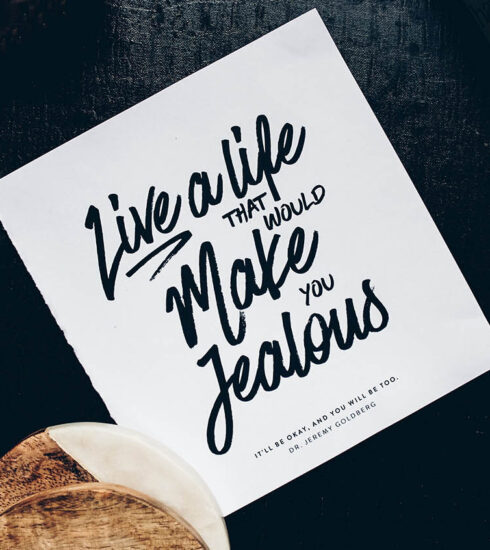 Live a life
THAT WOULD
Make
YOU
Jealous
IT'LL BE OKAY, AND YOU WILL BE TOO.
DR. JEREMY GOLDBERG